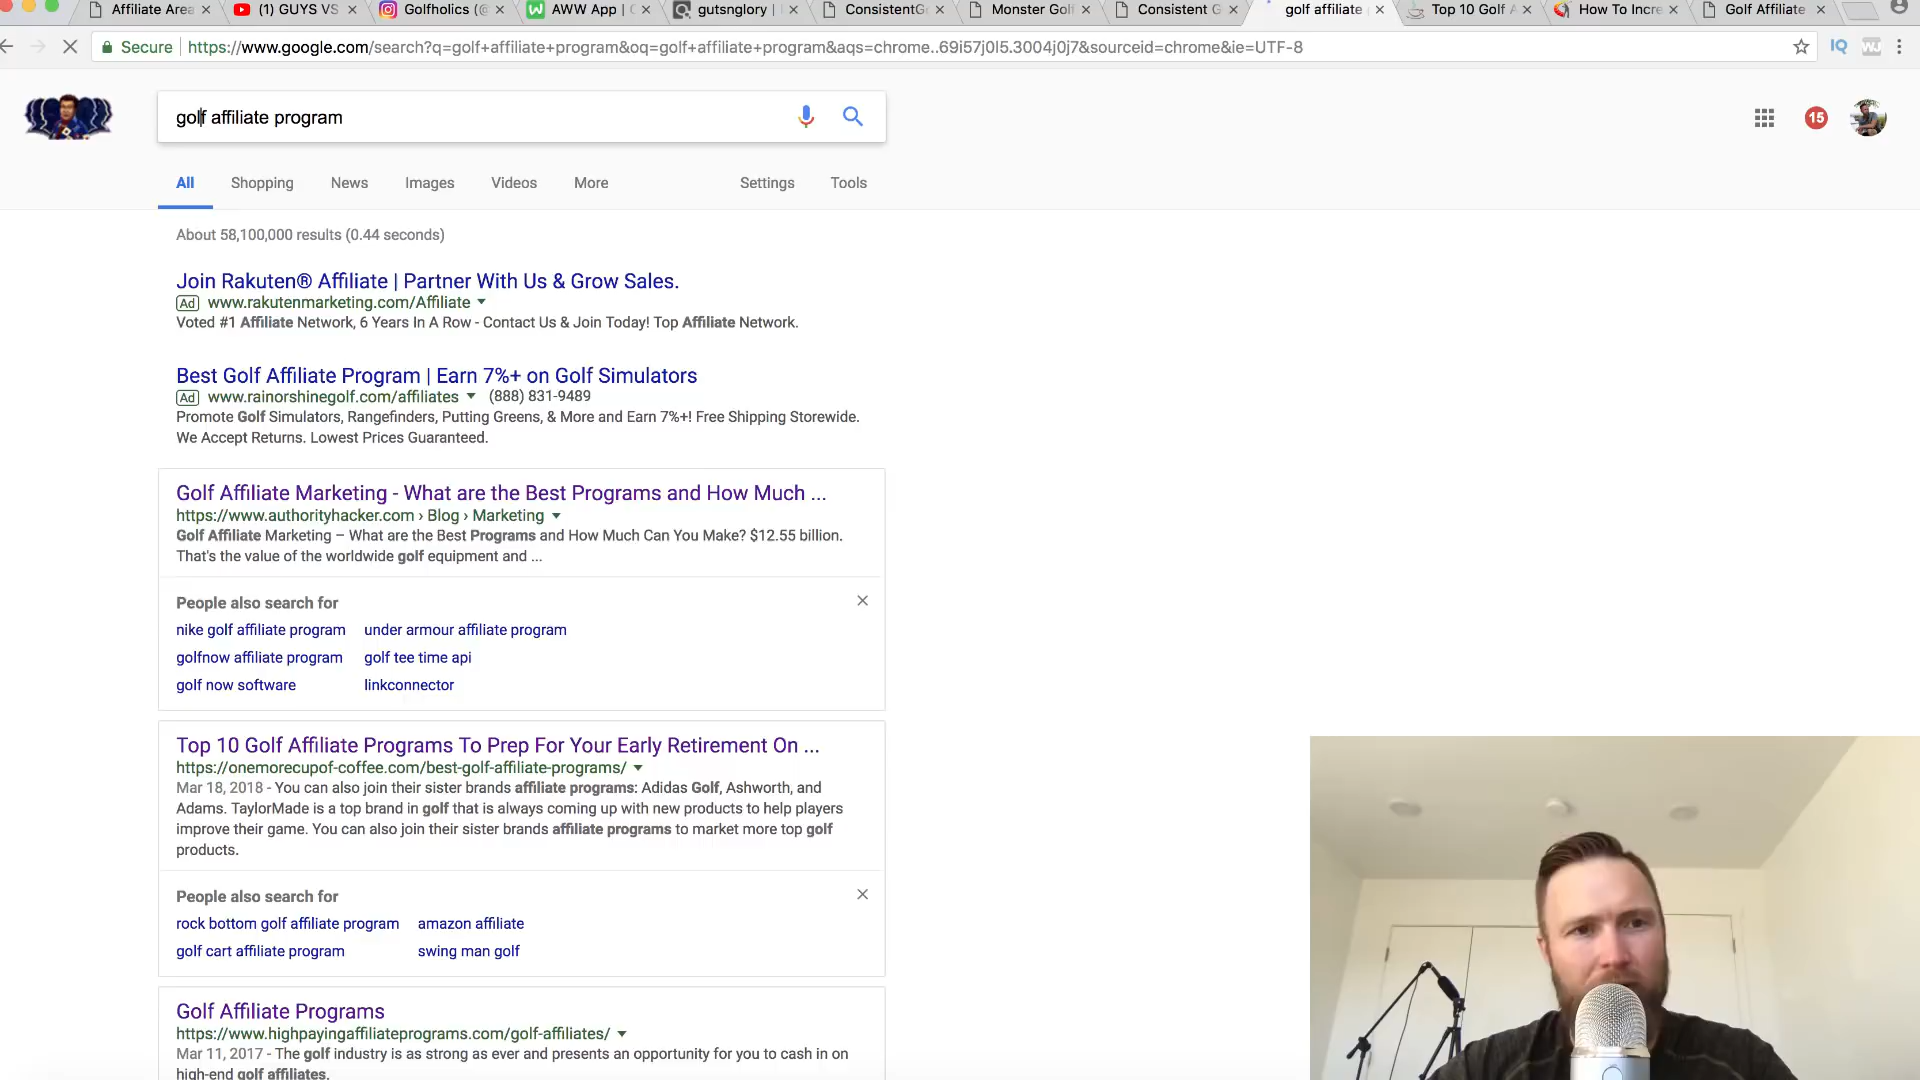 Affiliate Area
(1) GUYS VS
Golfholics (@
AWW App | 
gutsnglory |
ConsistentG
Monster Golf
Consistent G
golf affiliate
Top 10 Golf A
How To Incre
Golf Affiliate
Secure https://www.google.com/search?q=golf+affiliate+program&oq=golf+affiliate+program&aqs=chrome..69i57j0l5.3004j0j7&sourceid=chrome&ie=UTF-8
IQ
golf affiliate program
15
All Shopping News Images Videos More Settings Tools
About 58,100,000 results (0.44 seconds)
Join Rakuten® Affiliate | Partner With Us & Grow Sales.
Ad www.rakutenmarketing.com/Affiliate
Voted #1 Affiliate Network, 6 Years In A Row - Contact Us & Join Today! Top Affiliate Network.
Best Golf Affiliate Program | Earn 7%+ on Golf Simulators
Ad www.rainorshinegolf.com/affiliates (888) 831-9489
Promote Golf Simulators, Rangefinders, Putting Greens, & More and Earn 7%+! Free Shipping Storewide.
We Accept Returns. Lowest Prices Guaranteed.
Golf Affiliate Marketing - What are the Best Programs and How Much ...
https://www.authorityhacker.com › Blog › Marketing
Golf Affiliate Marketing – What are the Best Programs and How Much Can You Make? $12.55 billion.
That's the value of the worldwide golf equipment and ...
People also search for
nike golf affiliate program under armour affiliate program
golfnow affiliate program golf tee time api
golf now software linkconnector
Top 10 Golf Affiliate Programs To Prep For Your Early Retirement On ...
https://onemorecupof-coffee.com/best-golf-affiliate-programs/
Mar 18, 2018 - You can also join their sister brands affiliate programs: Adidas Golf, Ashworth, and
Adams. TaylorMade is a top brand in golf that is always coming up with new products to help players
improve their game. You can also join their sister brands affiliate programs to market more top golf
products.
People also search for
rock bottom golf affiliate program amazon affiliate
golf cart affiliate program swing man golf
Golf Affiliate Programs
https://www.highpayingaffiliateprograms.com/golf-affiliates/
Mar 11, 2017 - The golf industry is as strong as ever and presents an opportunity for you to cash in on
high-end golf affiliates.